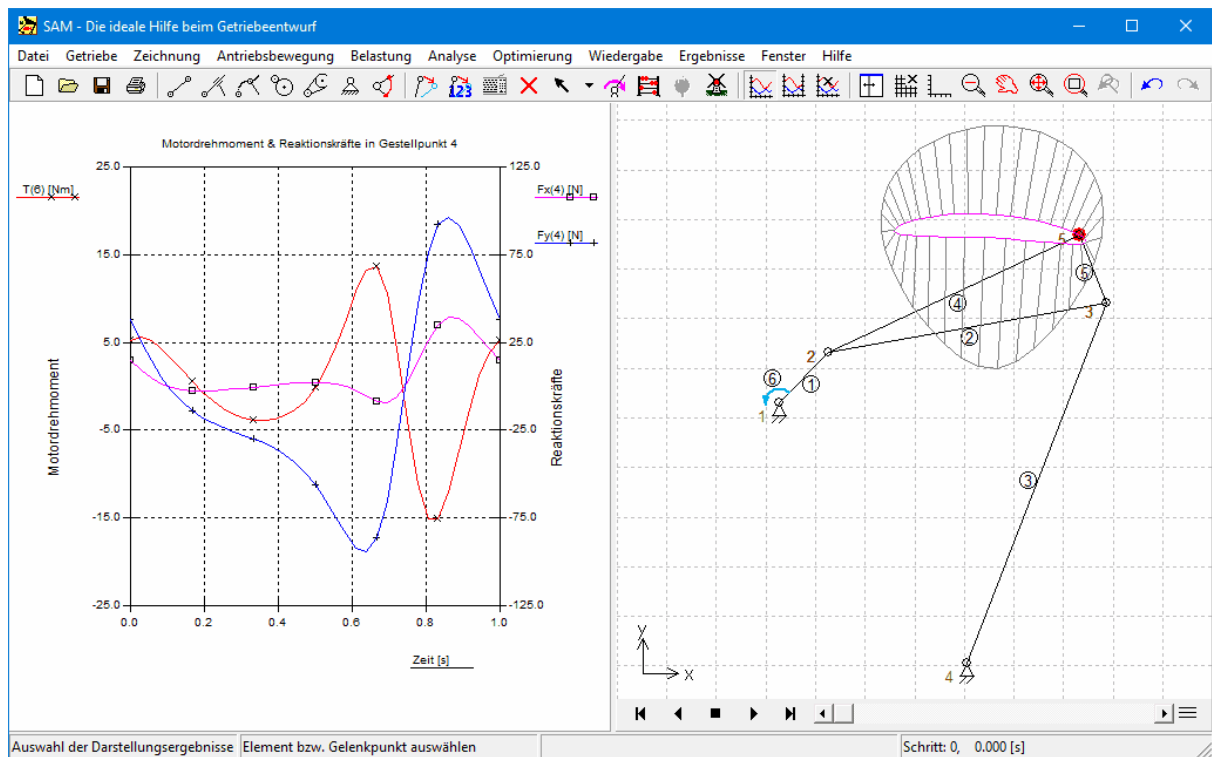 SAM - Die ideale Hilfe beim Getriebeentwurf
Datei Getriebe Zeichnung Antriebsbewegung Belastung Analyse Optimierung Wiedergabe Ergebnisse Fenster Hilfe
123
Motordrehmoment & Reaktionskräfte in Gestellpunkt 4
T(6) [Nm]
Fx(4) [N]
Fy(4) [N]
25.0
15.0
5.0
-5.0
-15.0
-25.0
Motordrehmoment
125.0
75.0
25.0
-25.0
-75.0
-125.0
Reaktionskräfte
0.0 0.2 0.4 0.6 0.8 1.0
Zeit [s]
5
5
4
3
2
2
6
1
1
3
4
y
x
Auswahl der Darstellungsergebnisse Element bzw. Gelenkpunkt auswählen Schritt: 0, 0.000 [s]